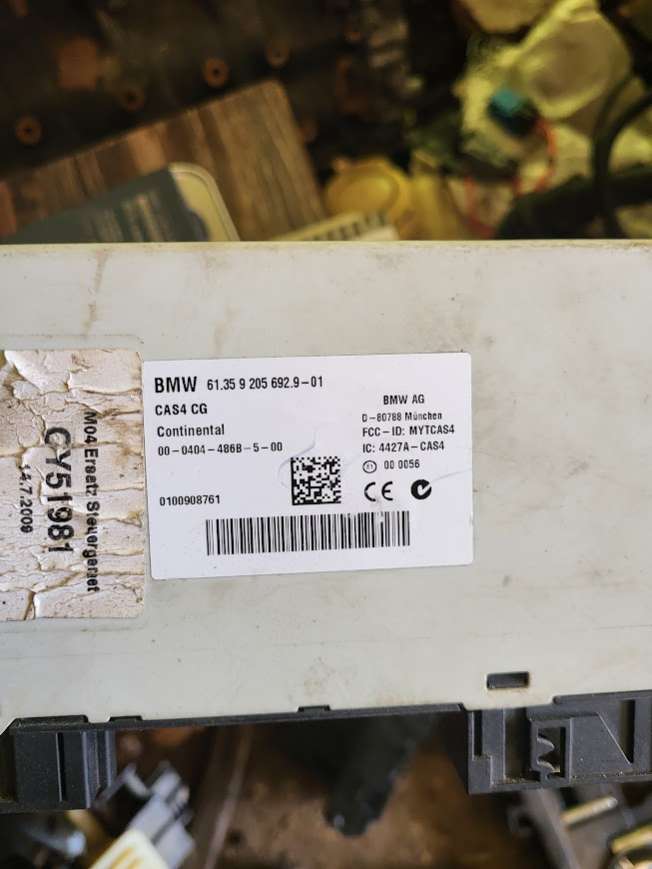 BMW 61.35 9 205 692.9-01
CAS4 CG
Continental
00-0404-486B-5-00
0100908761
BMW AG
D-80788 München
FCC-ID: MYTCAS4
IC: 4427A-CAS4
00 0056
CE
M04 Ersatz Steuergeraet
CY51981
14.7.2009